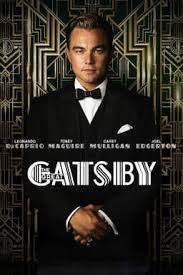 LEONARDO TOBEY CAREY JOEL
DiCAPRIO MAGUIRE MULLIGAN EDGERTON
THE GREAT
GATSBY